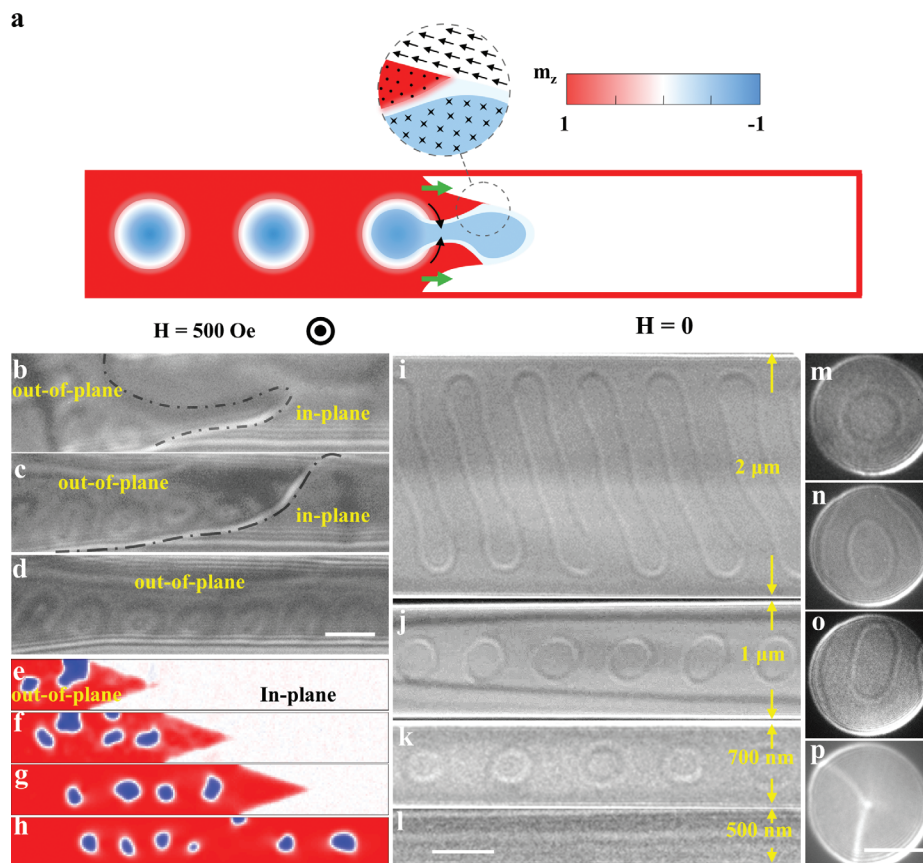 a
m_z
1
-1
H = 500 Oe
H = 0
b
out-of-plane
in-plane
c
out-of-plane
in-plane
d
out-of-plane
e
out-of-plane
In-plane
f
g
h
i
2 μm
j
1 μm
k
700 nm
l
500 nm
m
n
o
p